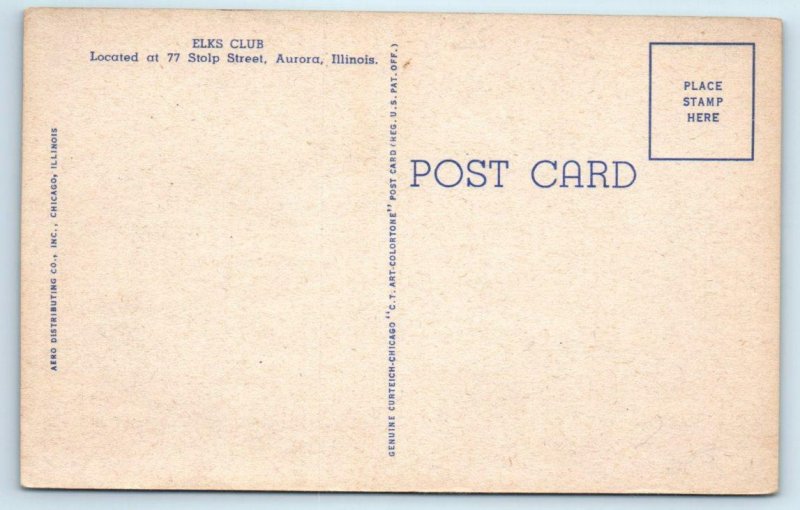 ELKS CLUB
Located at 77 Stolp Street, Aurora, Illinois.
AERO DISTRIBUTING CO., INC., CHICAGO, ILLINOIS
GENUINE CURTEICH-CHICAGO "C.T. ART-COLORTONE" POST CARD (REG. U.S. PAT. OFF.)
POST CARD
PLACE
STAMP
HERE